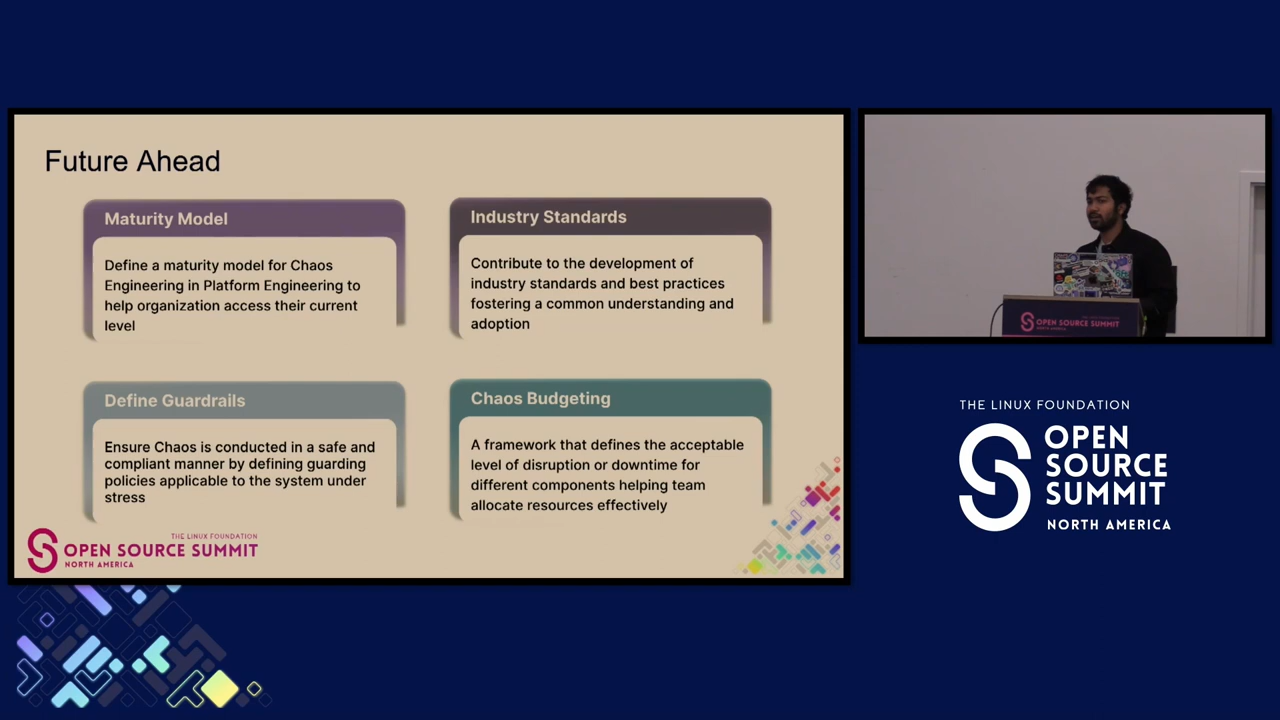 Future Ahead
Maturity Model
Define a maturity model for Chaos
Engineering in Platform Engineering to
help organization access their current
level
Industry Standards
Contribute to the development of
industry standards and best practices
fostering a common understanding and
adoption
Define Guardrails
Ensure Chaos is conducted in a safe and
compliant manner by defining guarding
policies applicable to the system under
stress
Chaos Budgeting
A framework that defines the acceptable
level of disruption or downtime for
different components helping team
allocate resources effectively
THE LINUX FOUNDATION
OPEN SOURCE SUMMIT
NORTH AMERICA
OPEN SOURCE SUMMIT
NORTH AMERICA
THE LINUX FOUNDATION
OPEN
SOURCE
SUMMIT
NORTH AMERICA